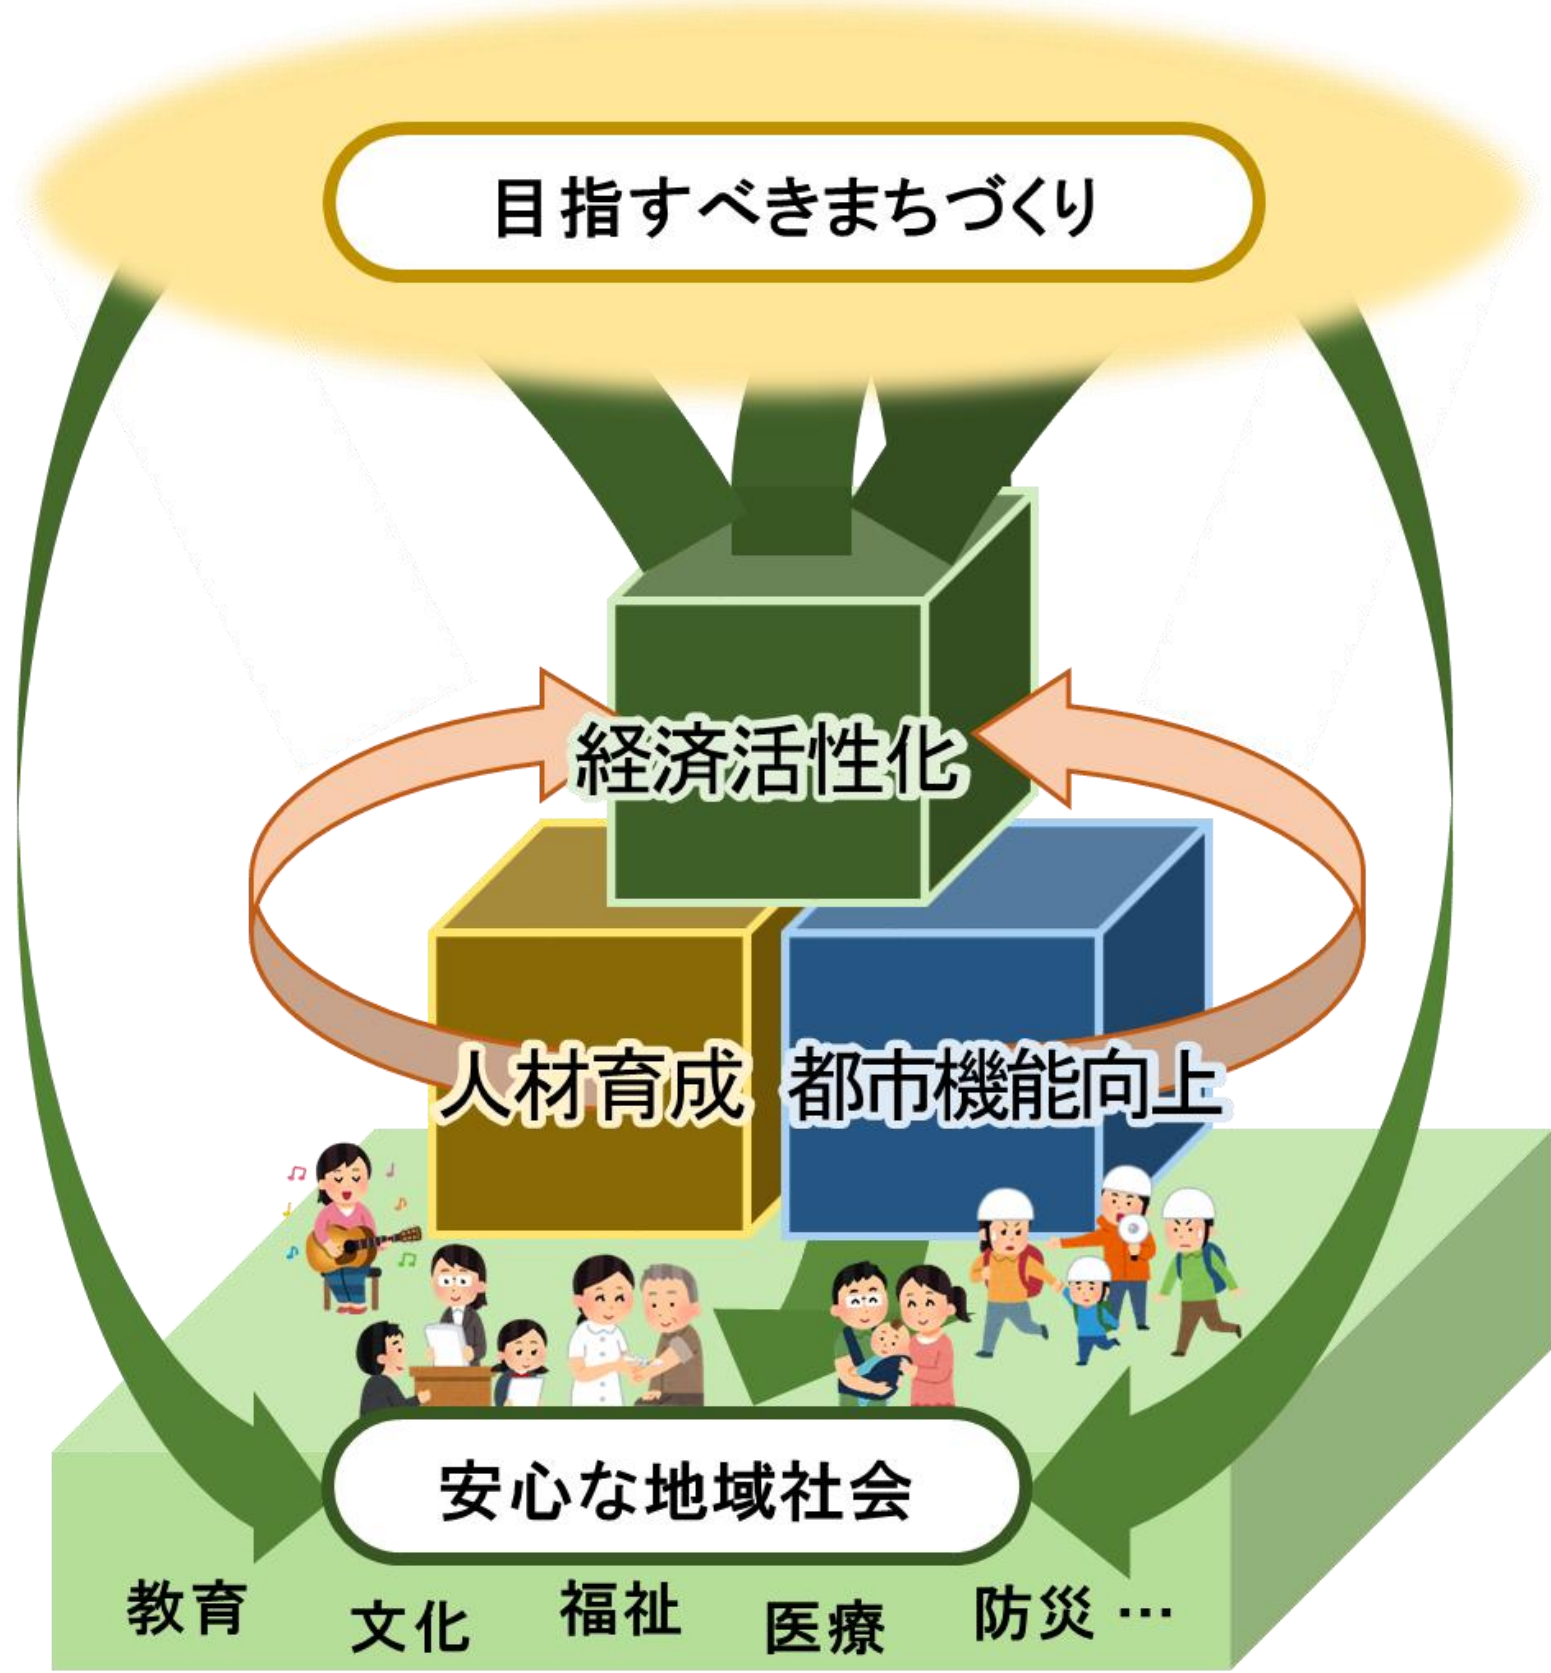 目指すべきまちづくり
経済活性化
人材育成
都市機能向上
安心な地域社会
教育
文化
福祉
医療
防災 …